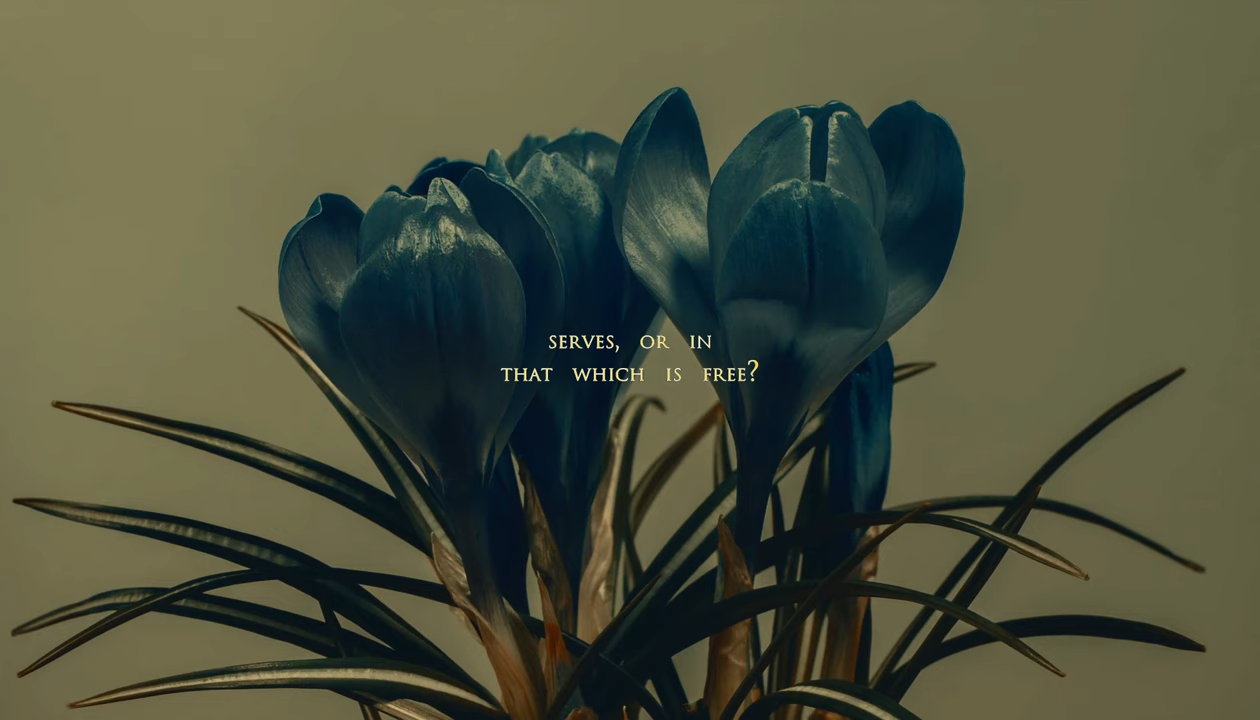 SERVES, OR IN
THAT WHICH IS FREE?